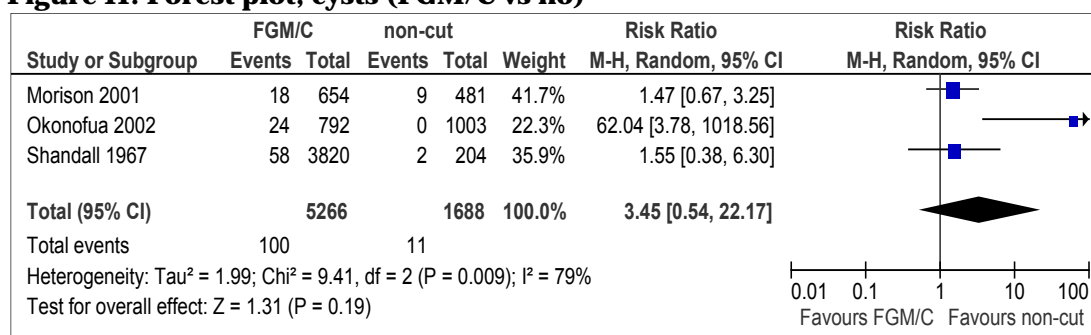 Figure 11: Forest plot, cysts (FGM/C vs no)
FGM/C non-cut Risk Ratio Risk Ratio
Study or Subgroup Events Total Events Total Weight M-H, Random, 95% CI M-H, Random, 95% CI
Morison 2001 18 654 9 481 41.7% 1.47 [0.67, 3.25]
Okonofua 2002 24 792 0 1003 22.3% 62.04 [3.78, 1018.56]
Shandall 1967 58 3820 2 204 35.9% 1.55 [0.38, 6.30]
Total (95% CI) 5266 1688 100.0% 3.45 [0.54, 22.17]
Total events 100 11
Heterogeneity: Tau² = 1.99; Chi² = 9.41, df = 2 (P = 0.009); I² = 79%
Test for overall effect: Z = 1.31 (P = 0.19)
0.01 0.1 1 10 100
Favours FGM/C Favours non-cut